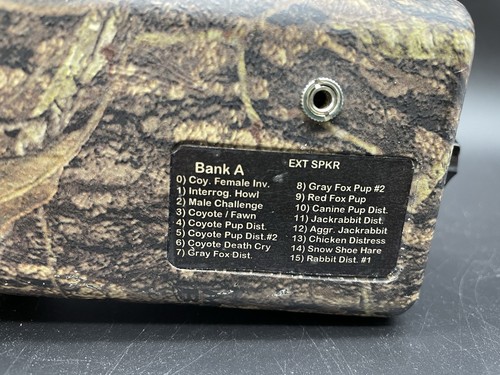 Bank A
0) Coy. Female Inv.
1) Interrog. Howl
2) Male Challenge
3) Coyote / Fawn
4) Coyote Pup Dist.
5) Coyote Pup Dist.#2
6) Coyote Death Cry
7) Gray Fox Dist.
EXT SPKR
8) Gray Fox Pup #2
9) Red Fox Pup
10) Canine Pup Dist.
11) Jackrabbit Dist.
12) Aggr. Jackrabbit
13) Chicken Distress
14) Snow Shoe Hare
15) Rabbit Dist. #1